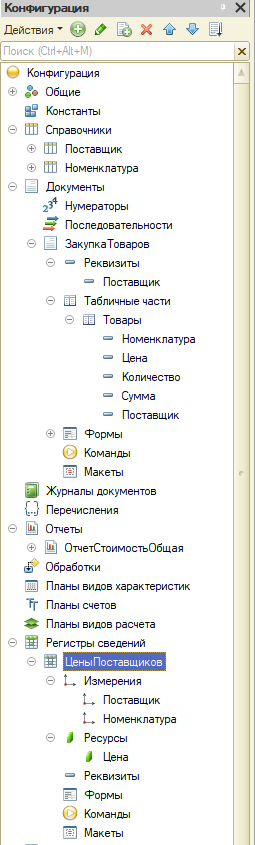 Конфигурация
Действия
Поиск (Ctrl+Alt+M)
Конфигурация
Общие
Константы
Справочники
Поставщик
Номенклатура
Документы
Нумераторы
Последовательности
ЗакупкаТоваров
Реквизиты
Поставщик
Табличные части
Товары
Номенклатура
Цена
Количество
Сумма
Поставщик
Формы
Команды
Макеты
Журналы документов
Перечисления
Отчеты
ОтчетСтоимостьОбщая
Обработки
Планы видов характеристик
Планы счетов
Планы видов расчета
Регистры сведений
ЦеныПоставщиков
Измерения
Поставщик
Номенклатура
Ресурсы
Цена
Реквизиты
Формы
Команды
Макеты